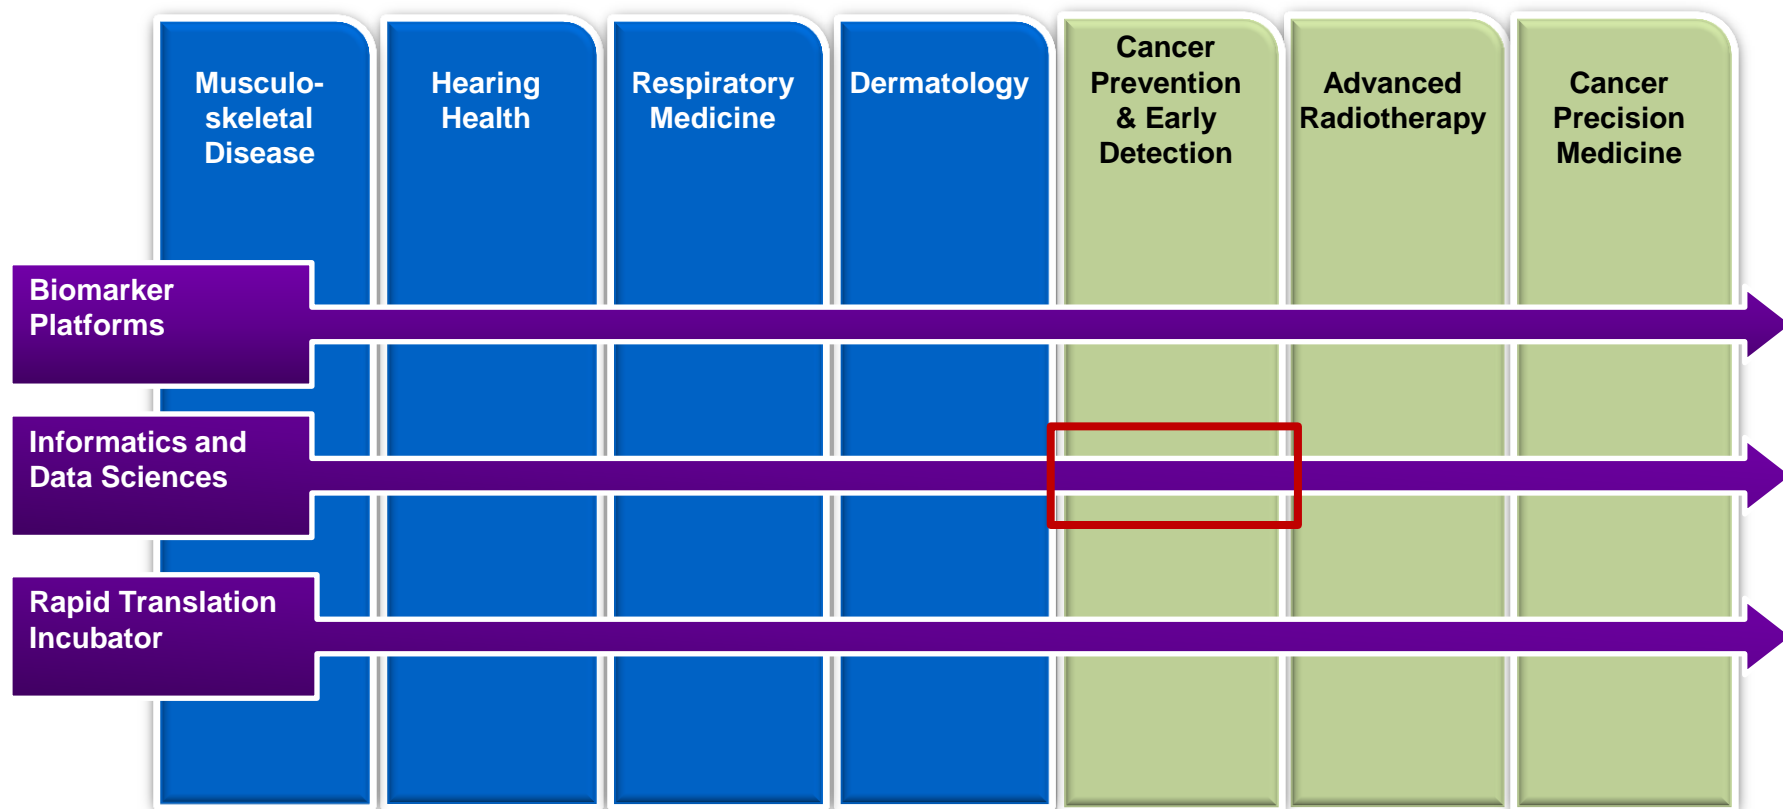 Musculo-
skeletal
Disease
Hearing
Health
Respiratory
Medicine
Dermatology
Cancer
Prevention
& Early
Detection
Advanced
Radiotherapy
Cancer
Precision
Medicine
Biomarker
Platforms
Informatics and
Data Sciences
Rapid Translation
Incubator